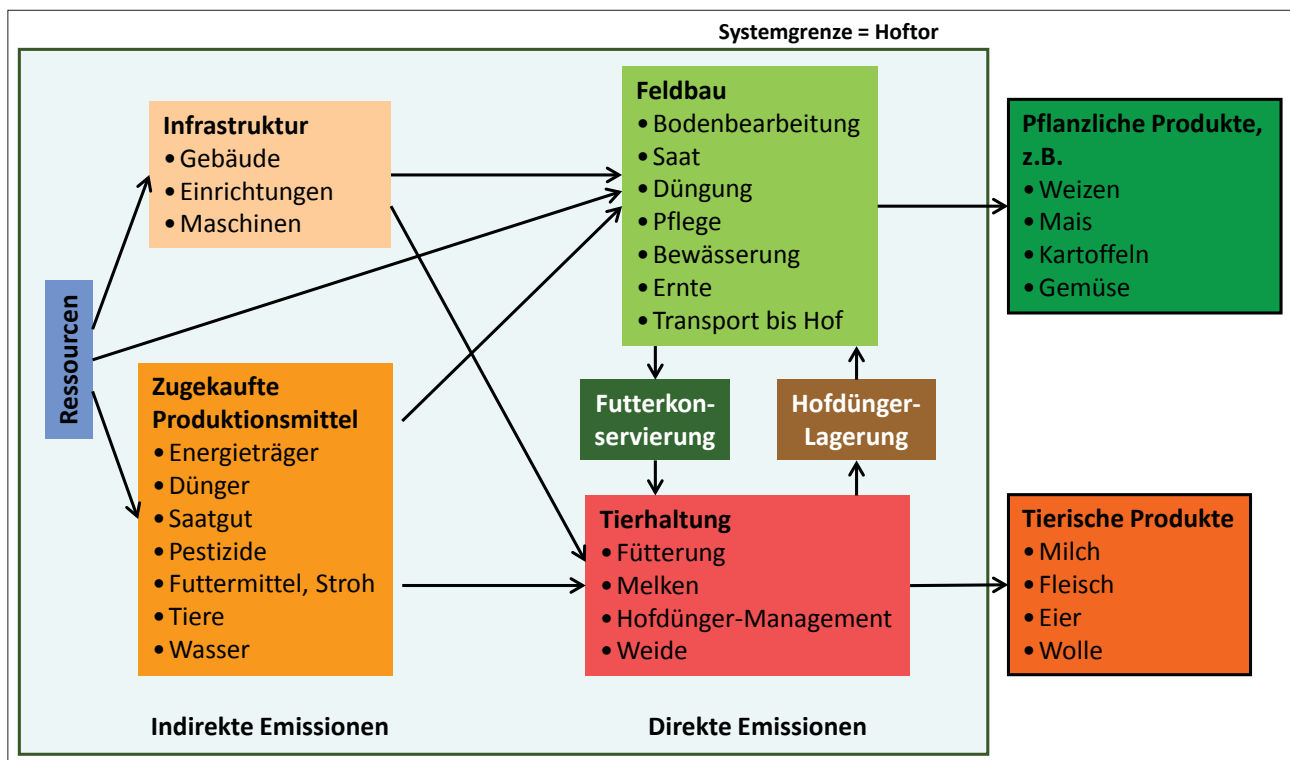 Systemgrenze = Hoftor
Ressourcen
Infrastruktur
• Gebäude
• Einrichtungen
• Maschinen
Zugekaufte
Produktionsmittel
• Energieträger
• Dünger
• Saatgut
• Pestizide
• Futtermittel, Stroh
• Tiere
• Wasser
Indirekte Emissionen
Feldbau
• Bodenbearbeitung
• Saat
• Düngung
• Pflege
• Bewässerung
• Ernte
• Transport bis Hof
Futterkon-
servierung
Hofdünger-
Lagerung
Tierhaltung
• Fütterung
• Melken
• Hofdünger-Management
• Weide
Direkte Emissionen
Pflanzliche Produkte,
z.B.
• Weizen
• Mais
• Kartoffeln
• Gemüse
Tierische Produkte
• Milch
• Fleisch
• Eier
• Wolle